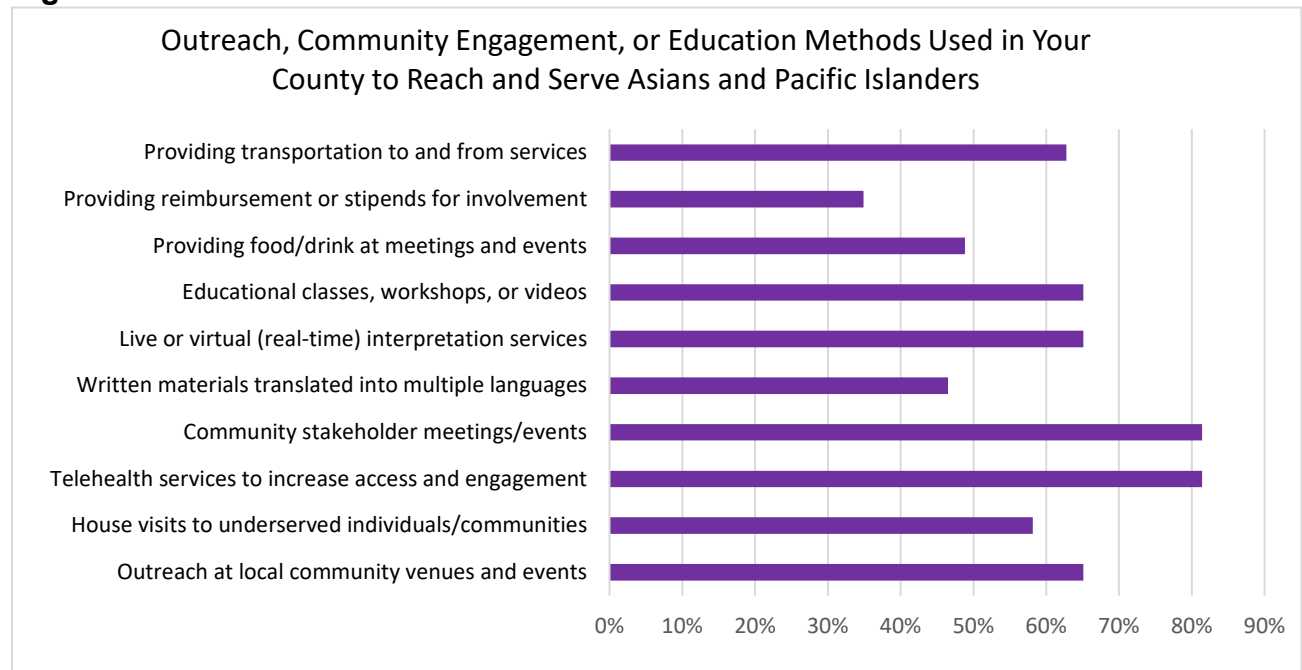 Outreach, Community Engagement, or Education Methods Used in Your
County to Reach and Serve Asians and Pacific Islanders
Providing transportation to and from services
Providing reimbursement or stipends for involvement
Providing food/drink at meetings and events
Educational classes, workshops, or videos
Live or virtual (real-time) interpretation services
Written materials translated into multiple languages
Community stakeholder meetings/events
Telehealth services to increase access and engagement
House visits to underserved individuals/communities
Outreach at local community venues and events
0% 10% 20% 30% 40% 50% 60% 70% 80% 90%